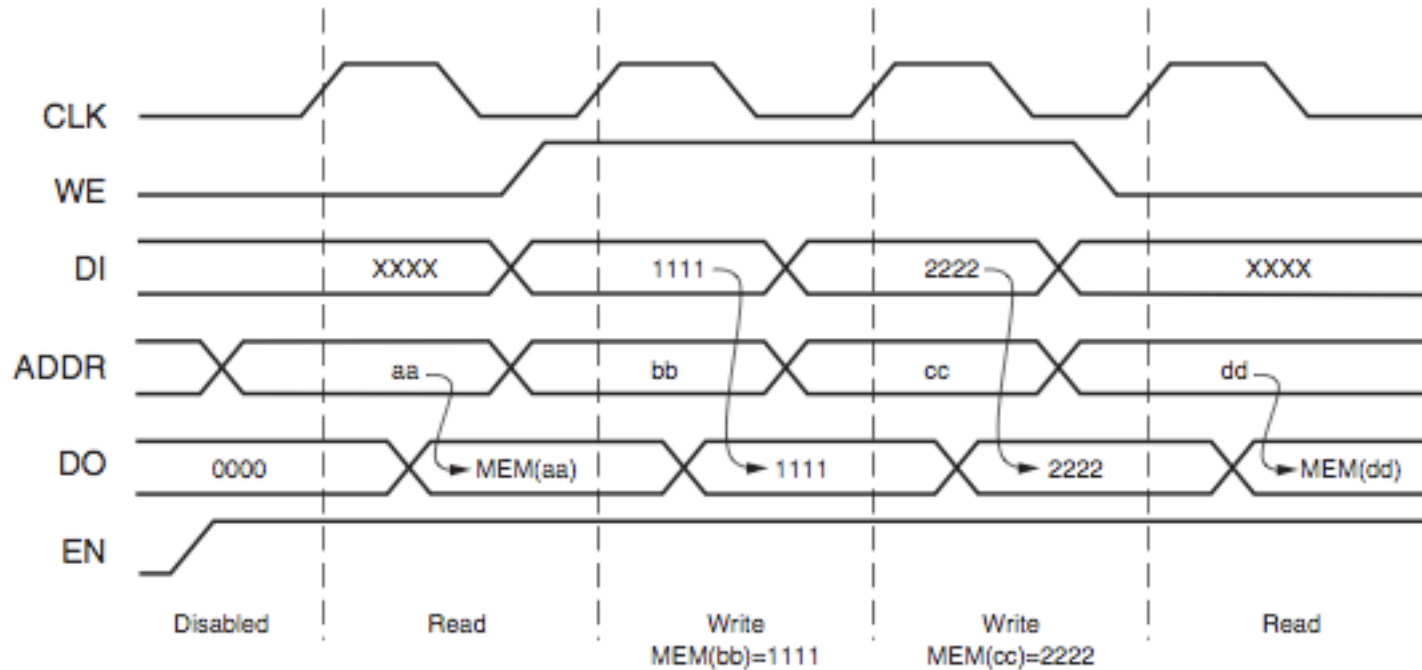 CLK
WE
DI XXXX 1111 2222 XXXX
ADDR aa bb cc dd
DO 0000 MEM(aa) 1111 2222 MEM(dd)
EN
Disabled Read Write Write Read
MEM(bb)=1111 MEM(cc)=2222